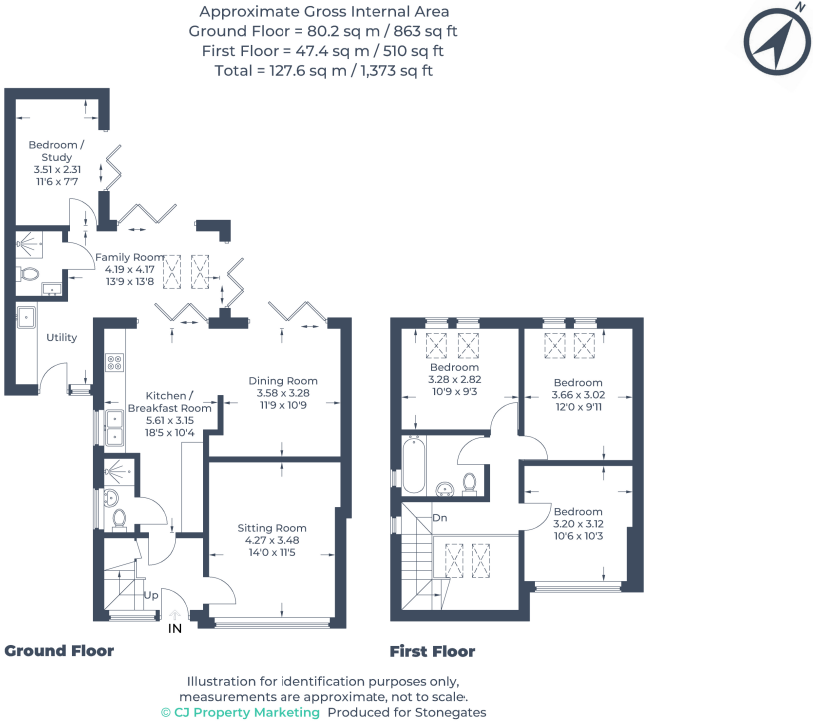 Approximate Gross Internal Area
Ground Floor = 80.2 sq m / 863 sq ft
First Floor = 47.4 sq m / 510 sq ft
Total = 127.6 sq m / 1,373 sq ft
N
Bedroom /
Study
3.51 x 2.31
11'6 x 7'7
Family Room
4.19 x 4.17
13'9 x 13'8
Utility
Kitchen /
Breakfast Room
5.61 x 3.15
18'5 x 10'4
Dining Room
3.58 x 3.28
11'9 x 10'9
Sitting Room
4.27 x 3.48
14'0 x 11'5
Up
IN
Bedroom
3.28 x 2.82
10'9 x 9'3
Bedroom
3.66 x 3.02
12'0 x 9'11
Bedroom
3.20 x 3.12
10'6 x 10'3
Dn
Ground Floor
First Floor
Illustration for identification purposes only,
measurements are approximate, not to scale.
© CJ Property Marketing Produced for Stonegates